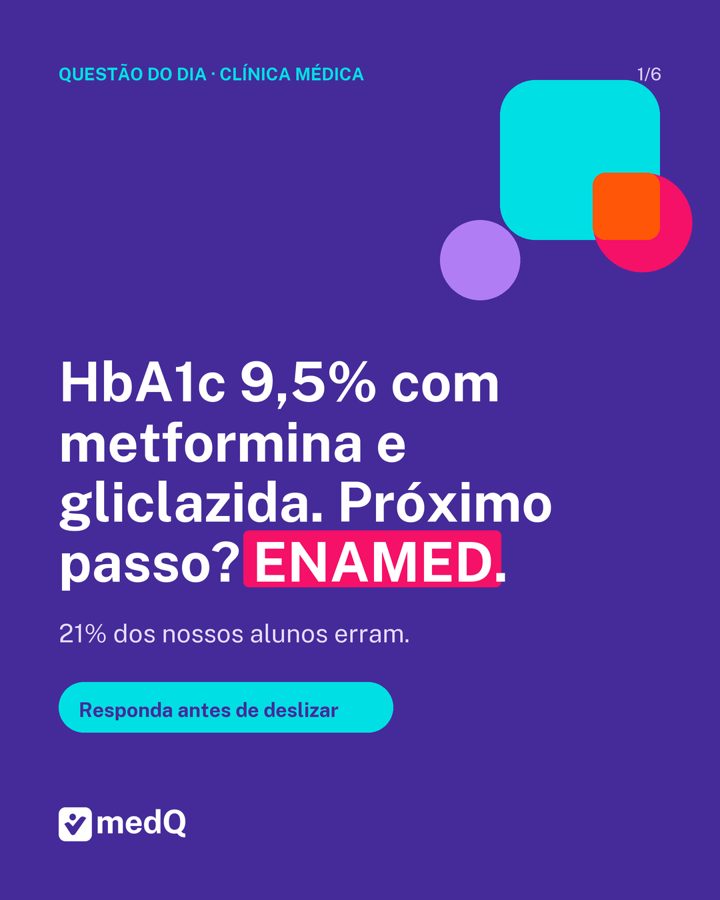 QUESTÃO DO DIA · CLÍNICA MÉDICA
1/6
HbA1c 9,5% com
metformina e
gliclazida. Próximo
passo? ENAMED.
21% dos nossos alunos erram.
Responda antes de deslizar
medQ